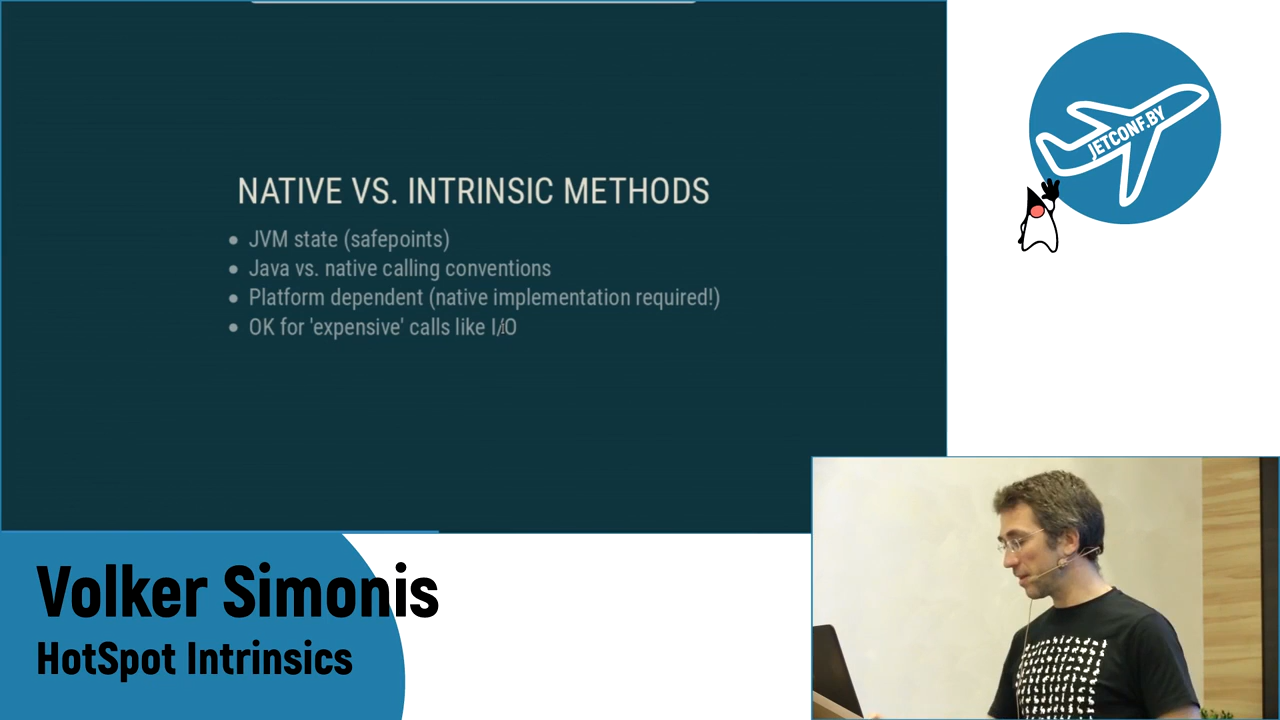 NATIVE VS. INTRINSIC METHODS
JVM state (safepoints)
Java vs. native calling conventions
Platform dependent (native implementation required!)
OK for 'expensive' calls like I/O
JETCONF.BY
Volker Simonis
HotSpot Intrinsics